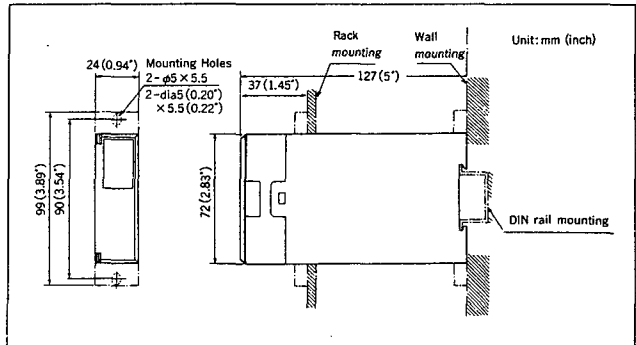 Rack
mounting
Wall
mounting
Unit: mm (inch)
24 (0.94″)
Mounting Holes
2- φ5 × 5.5
2-dia5 (0.20″)
× 5.5 (0.22″)
127 (5″)
37 (1.45″)
99 (3.89″)
90 (3.54″)
72 (2.83″)
DIN rail mounting